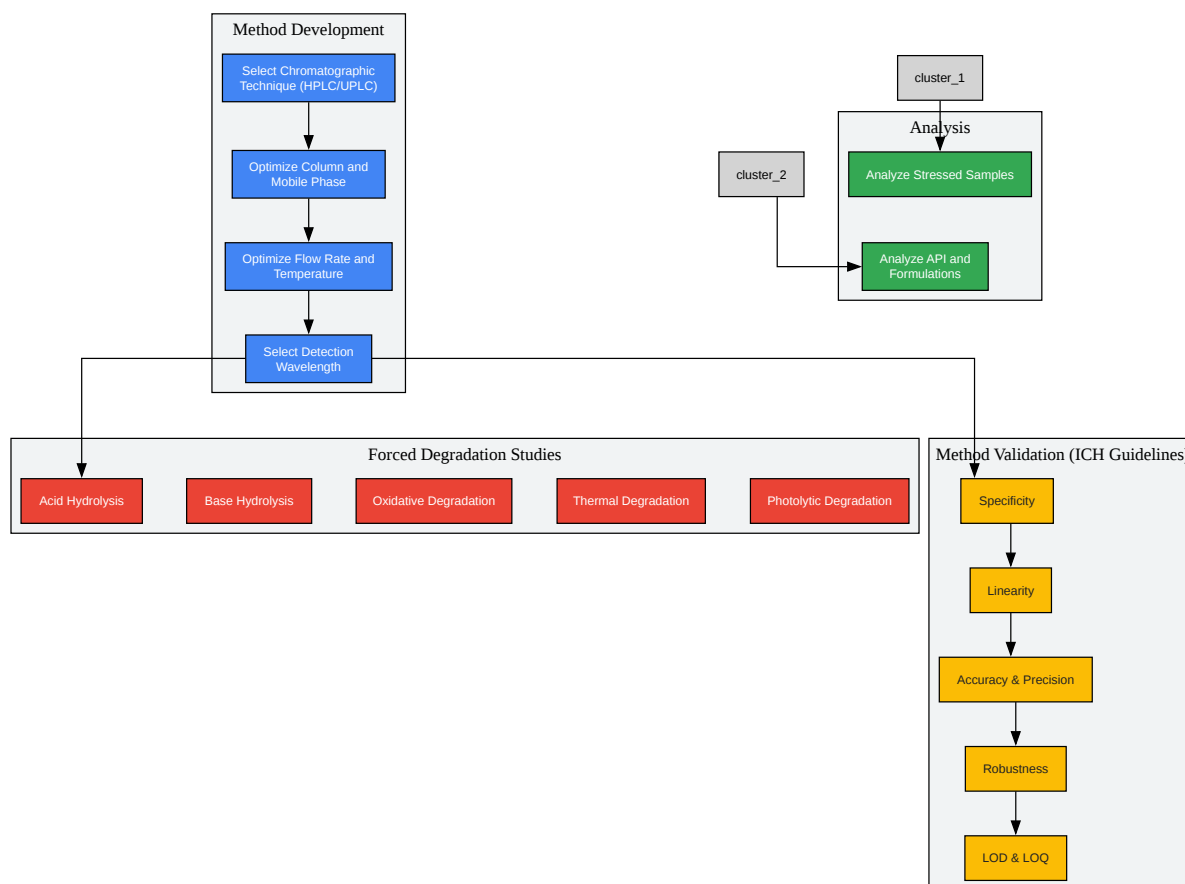 Method Development
Select Chromatographic
Technique (HPLC/UPLC)
Optimize Column and
Mobile Phase
Optimize Flow Rate and
Temperature
Select Detection
Wavelength
cluster_1
Analysis
cluster_2
Analyze Stressed Samples
Analyze API and
Formulations
Forced Degradation Studies
Acid Hydrolysis
Base Hydrolysis
Oxidative Degradation
Thermal Degradation
Photolytic Degradation
Method Validation (ICH Guidelines)
Specificity
Linearity
Accuracy & Precision
Robustness
LOD & LOQ